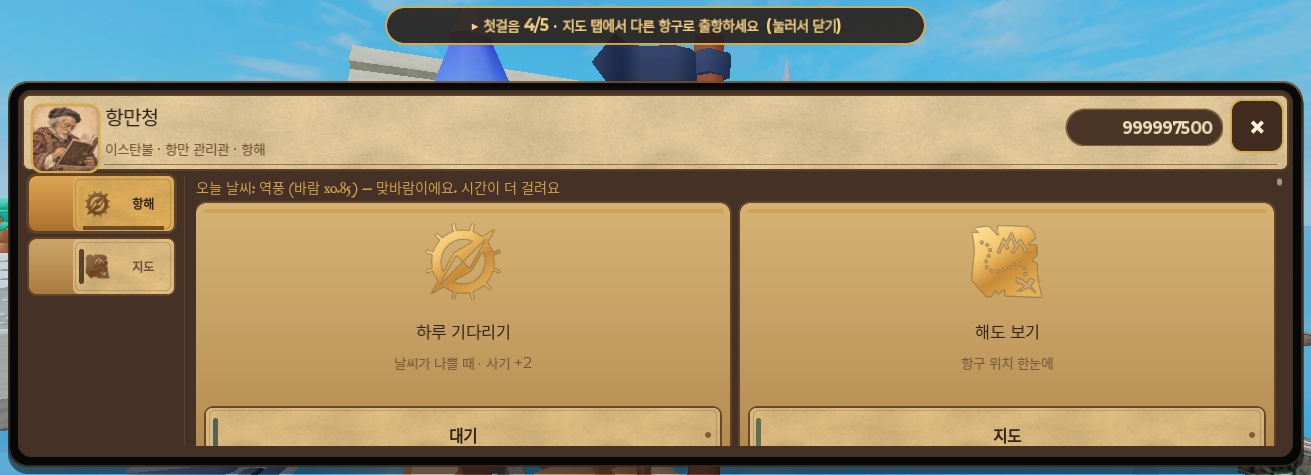 ▸ 첫걸음 4/5 · 지도 탭에서 다른 항구로 출항하세요 (눌러서 닫기)
항만청
이스탄불 · 항만 관리관 · 항해
999997500
×
항해
지도
오늘 날씨: 역풍 (바람 x0.85) — 맞바람이에요. 시간이 더 걸려요
하루 기다리기
날씨가 나쁠 때 · 사기 +2
대기
해도 보기
항구 위치 한눈에
지도